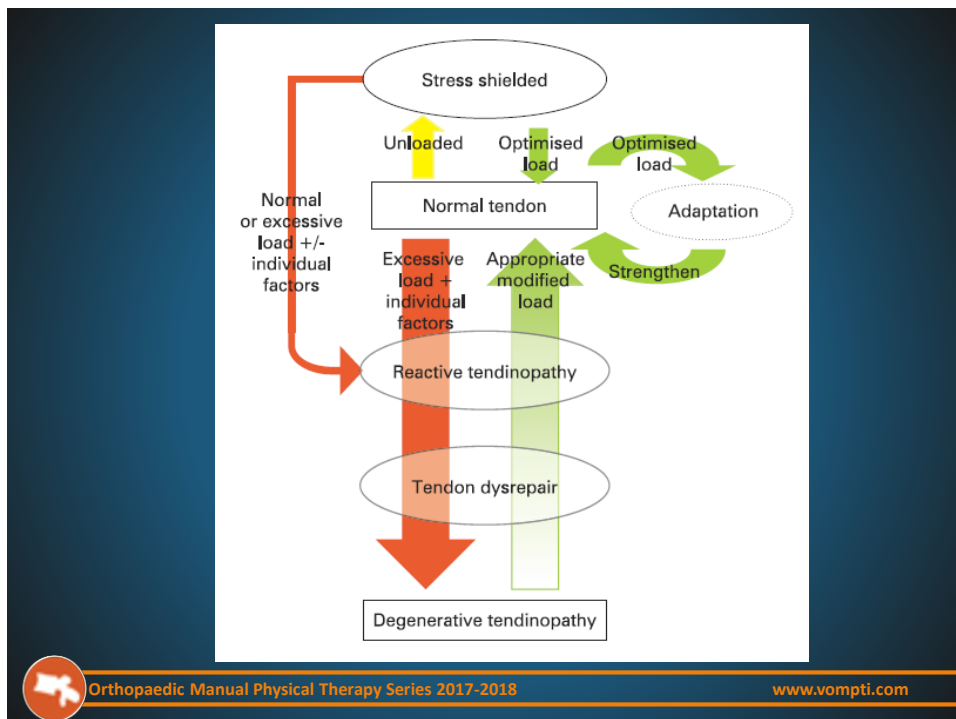 Stress shielded
Unloaded
Optimised
load
Optimised
load
Normal tendon
Adaptation
Normal
or excessive
load +/-
individual
factors
Excessive
load +
individual
factors
Appropriate
modified
load
Strengthen
Reactive tendinopathy
Tendon dysrepair
Degenerative tendinopathy
Orthopaedic Manual Physical Therapy Series 2017-2018
www.vompti.com